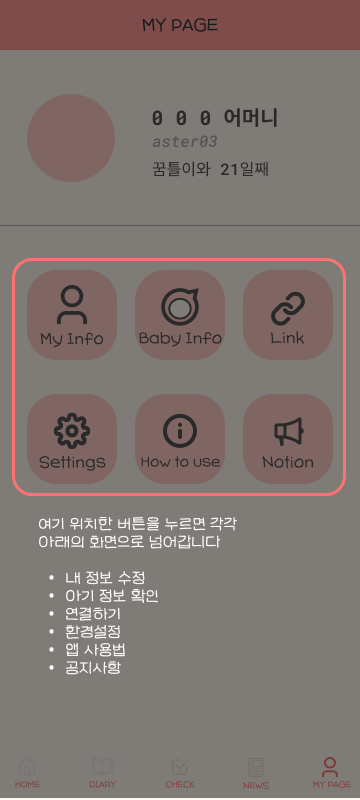 MY PAGE
0 0 0 어머니
aster03
꿈틀이와 21일째
My Info
Baby Info
Link
Settings
How to use
Notion
여기 위치한 버튼을 누르면 각각
아래의 화면으로 넘어갑니다
• 내 정보 수정
• 아기 정보 확인
• 연결하기
• 환경설정
• 앱 사용법
• 공지사항
HOME
DIARY
CHECK
NEWS
MY PAGE